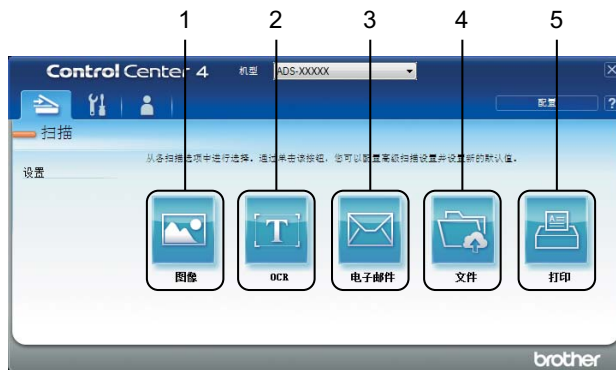 1 2 3 4 5
Control Center 4 机型 ADS-XXXXX
配置 ?
扫描
从各扫描选项中进行选择。通过单击该按钮，您可以配置高级扫描设置并设置新的默认值。
设置
图像 OCR 电子邮件 文件 打印
brother